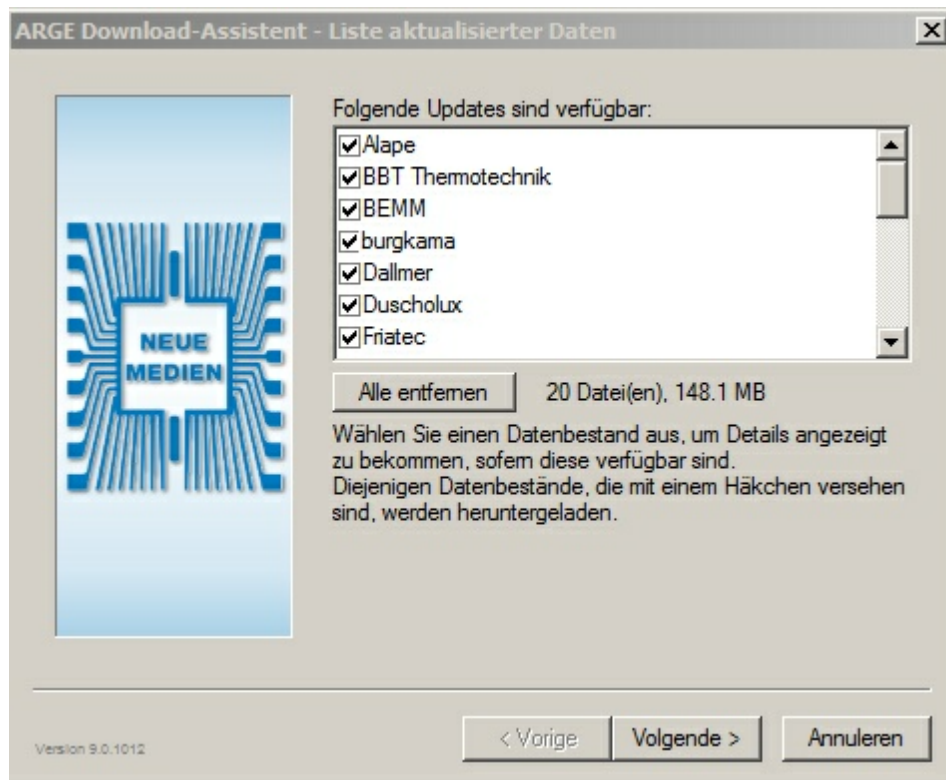 ARGE Download-Assistent - Liste aktualisierter Daten
Folgende Updates sind verfügbar:
Alape
BBT Thermotechnik
BEMM
burgkama
Dallmer
Duscholux
Friatec
NEUE
MEDIEN
Alle entfernen
20 Datei(en), 148.1 MB
Wählen Sie einen Datenbestand aus, um Details angezeigt
zu bekommen, sofern diese verfügbar sind.
Diejenigen Datenbestände, die mit einem Häkchen versehen
sind, werden heruntergeladen.
Version 9.0.1012
< Vorige
Volgende >
Annuleren